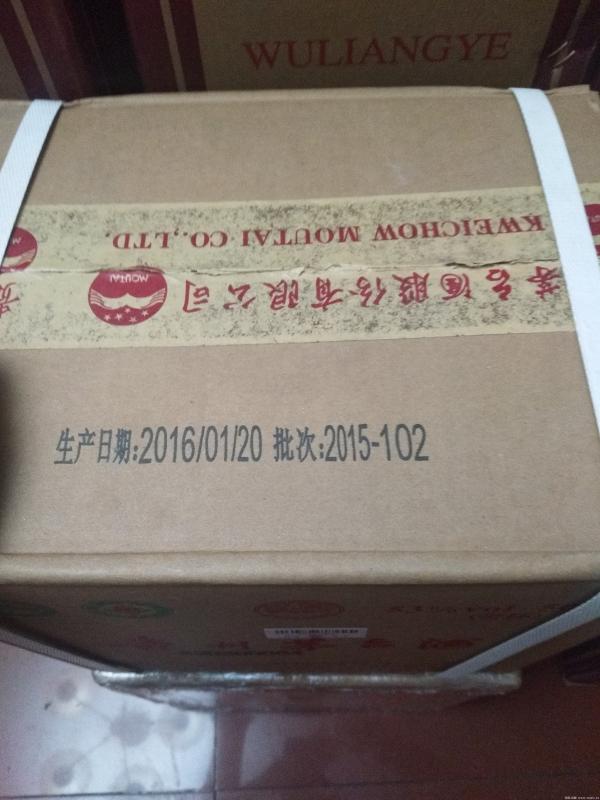 WULIANGYE
KWEICHOW MOUTAI CO.,LTD.
MOUTAI
茅台酒股份有限公司
贵
生产日期:2016/01/20 批次:2015-102